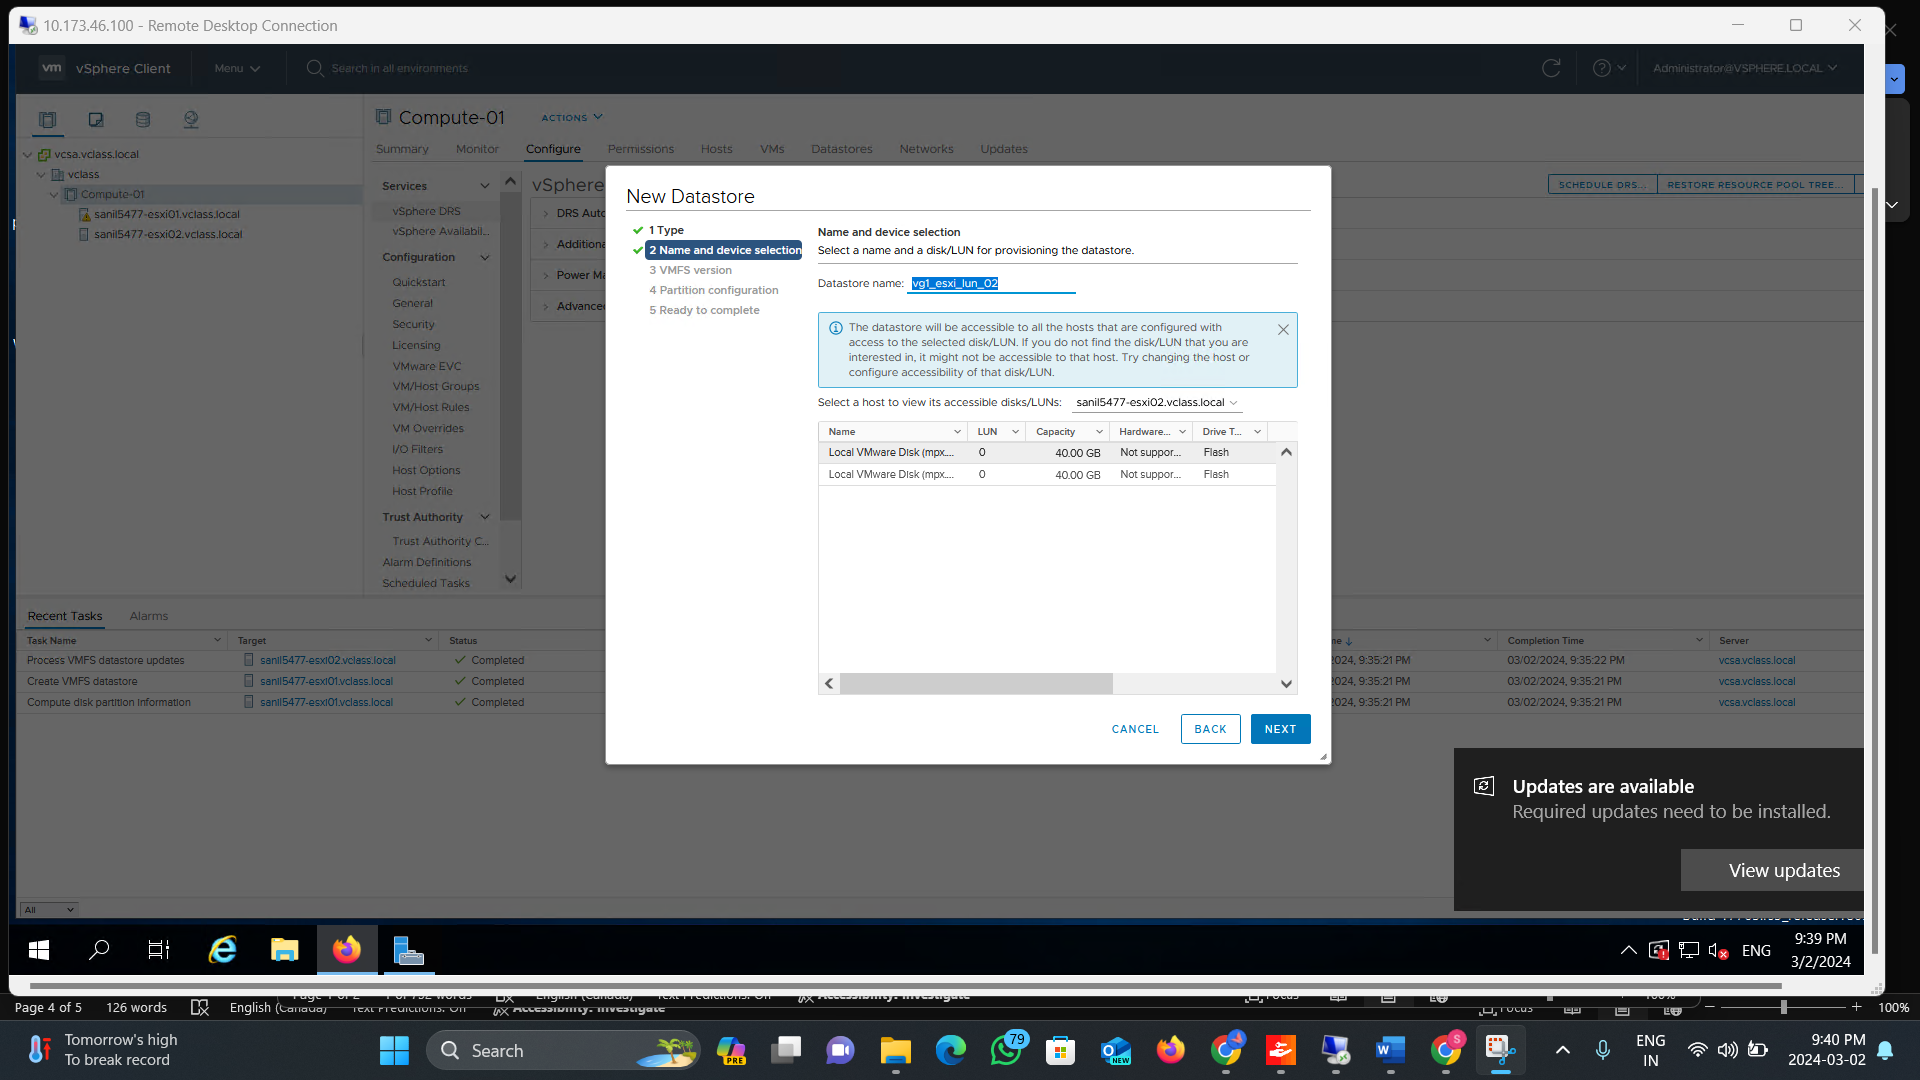 10.173.46.100 - Remote Desktop Connection
vm vSphere Client Menu Search in all environments Administrator@VSPHERE.LOCAL
Compute-01 ACTIONS
Summary Monitor Configure Permissions Hosts VMs Datastores Networks Updates
vcsa.vclass.local
vclass
Compute-01
sanil5477-esxi01.vclass.local
sanil5477-esxi02.vclass.local
Services
vSphere DRS
vSphere Availabil...
Configuration
Quickstart
General
Security
Licensing
VMware EVC
VM/Host Groups
VM/Host Rules
VM Overrides
I/O Filters
Host Options
Host Profile
Trust Authority
Trust Authority C...
Alarm Definitions
Scheduled Tasks
vSphere
DRS Auto
Additiona
Power Ma
Advance
SCHEDULE DRS... RESTORE RESOURCE POOL TREE...
New Datastore
1 Type
2 Name and device selection
3 VMFS version
4 Partition configuration
5 Ready to complete
Name and device selection
Select a name and a disk/LUN for provisioning the datastore.
Datastore name: vg1_esxi_lun_02
The datastore will be accessible to all the hosts that are configured with
access to the selected disk/LUN. If you do not find the disk/LUN that you are
interested in, it might not be accessible to that host. Try changing the host or
configure accessibility of that disk/LUN.
Select a host to view its accessible disks/LUNs: sanil5477-esxi02.vclass.local
Name LUN Capacity Hardware... Drive T...
Local VMware Disk (mpx.... 0 40.00 GB Not suppor... Flash
Local VMware Disk (mpx.... 0 40.00 GB Not suppor... Flash
CANCEL BACK NEXT
Recent Tasks Alarms
Task Name Target Status me Completion Time Server
Process VMFS datastore updates sanil5477-esxi02.vclass.local Completed 2024, 9:35:21 PM 03/02/2024, 9:35:22 PM vcsa.vclass.local
Create VMFS datastore sanil5477-esxi01.vclass.local Completed 2024, 9:35:21 PM 03/02/2024, 9:35:21 PM vcsa.vclass.local
Compute disk partition information sanil5477-esxi01.vclass.local Completed 2024, 9:35:21 PM 03/02/2024, 9:35:21 PM vcsa.vclass.local
All
Updates are available
Required updates need to be installed.
View updates
ENG 9:39 PM
3/2/2024
Page 4 of 5 126 words English (Canada) Text Predictions: On Accessibility: Investigate Focus 100%
Tomorrow's high
To break record
Search
PRE
79
NEW
S
ENG
IN
9:40 PM
2024-03-02